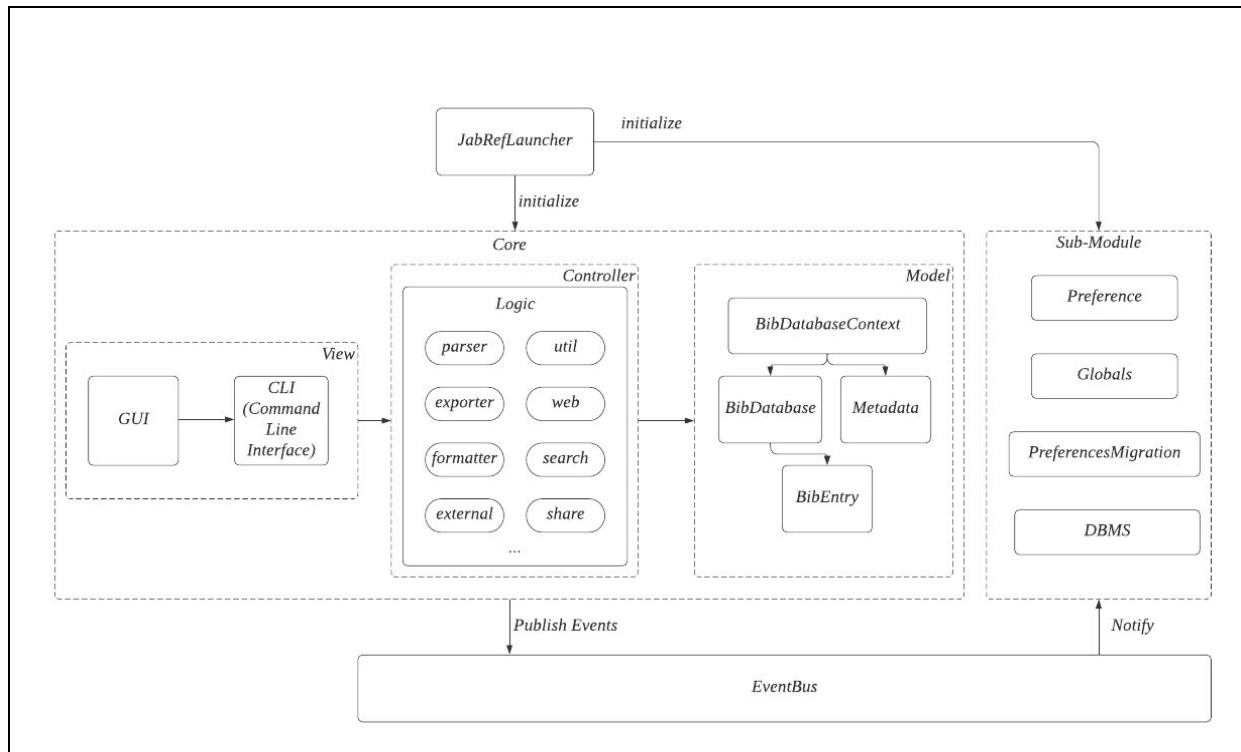 initialize
JabRefLauncher
initialize
Core
Sub-Module
Controller
Model
Logic
Preference
BibDatabaseContext
parser
util
View
CLI
(Command
Line
Interface)
GUI
exporter
web
BibDatabase
Metadata
Globals
formatter
search
PreferencesMigration
BibEntry
external
share
...
DBMS
Publish Events
Notify
EventBus